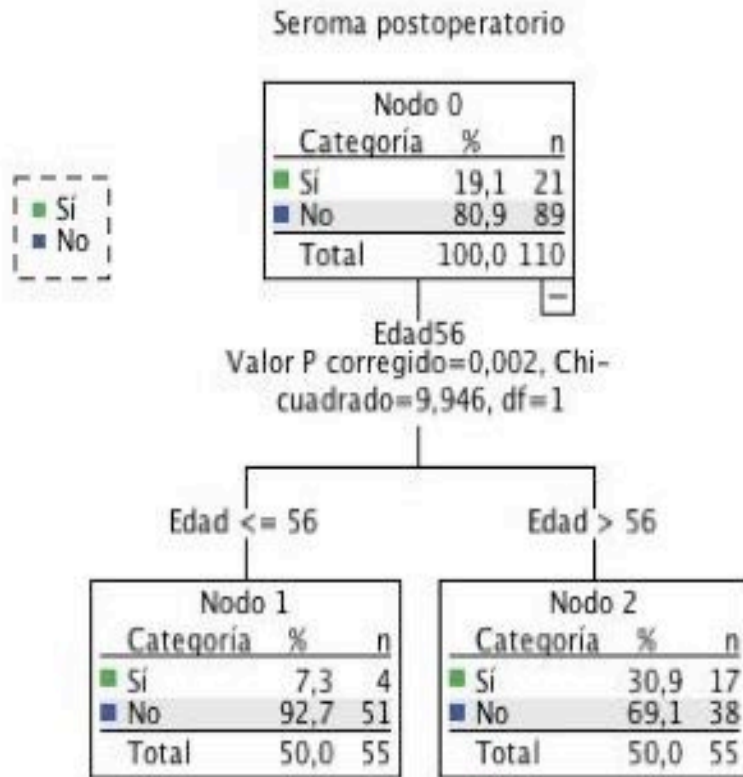 Seroma postoperatorio
Nodo 0
Categoría % n
Sí 19,1 21
No 80,9 89
Total 100,0 110
Sí
No
Edad56
Valor P corregido=0,002, Chi-
cuadrado=9,946, df=1
Edad <= 56
Edad > 56
Nodo 1
Categoría % n
Sí 7,3 4
No 92,7 51
Total 50,0 55
Nodo 2
Categoría % n
Sí 30,9 17
No 69,1 38
Total 50,0 55